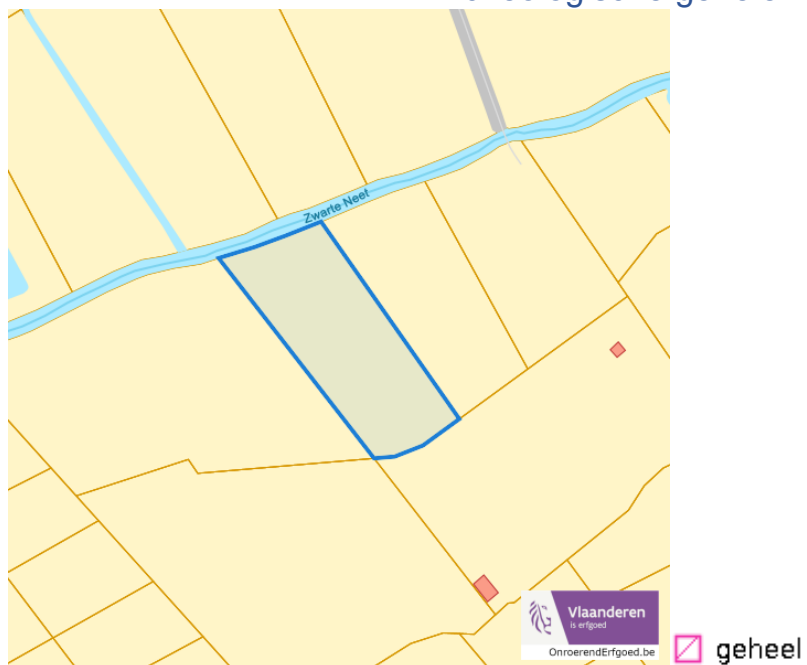 Zwarte Neet
Vlaanderen
is erfgoed
OnroerendErfgoed.be
geheel